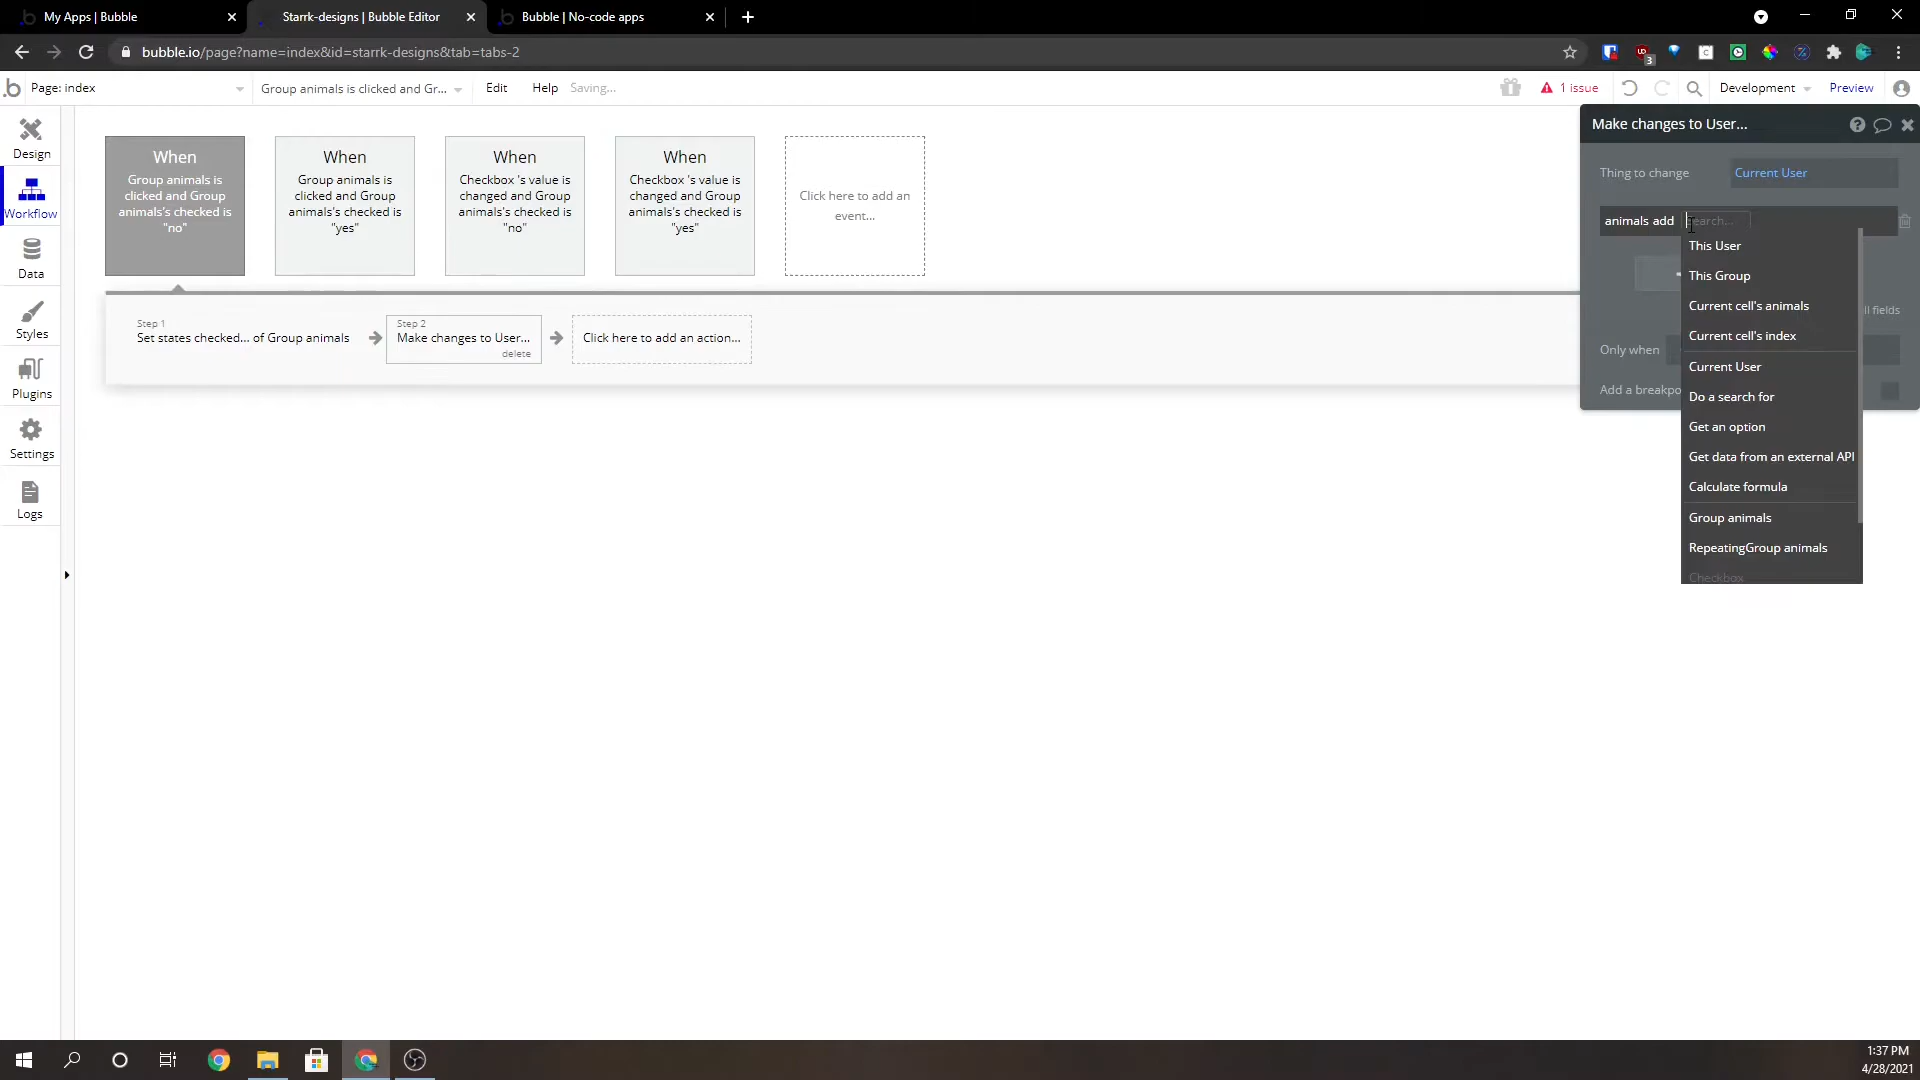 My Apps | Bubble
Starrk-designs | Bubble Editor
Bubble | No-code apps
bubble.io/page?name=index&id=starrk-designs&tab=tabs-2
3
Page: index
Group animals is clicked and Gr...
Edit
Help
Saving...
1 issue
Development
Preview
Design
Workflow
Data
Styles
Plugins
Settings
Logs
When
Group animals is
clicked and Group
animals's checked is
"no"
When
Group animals is
clicked and Group
animals's checked is
"yes"
When
Checkbox 's value is
changed and Group
animals's checked is
"no"
When
Checkbox 's value is
changed and Group
animals's checked is
"yes"
Click here to add an
event...
Step 1
Set states checked... of Group animals
Step 2
Make changes to User...
delete
Click here to add an action...
Make changes to User...
Thing to change
Current User
animals add
Search...
This User
This Group
Current cell's animals
Current cell's index
Current User
Do a search for
Get an option
Get data from an external API
Calculate formula
Group animals
RepeatingGroup animals
Checkbox
ll fields
Only when
Add a breakpo
1:37 PM
4/28/2021